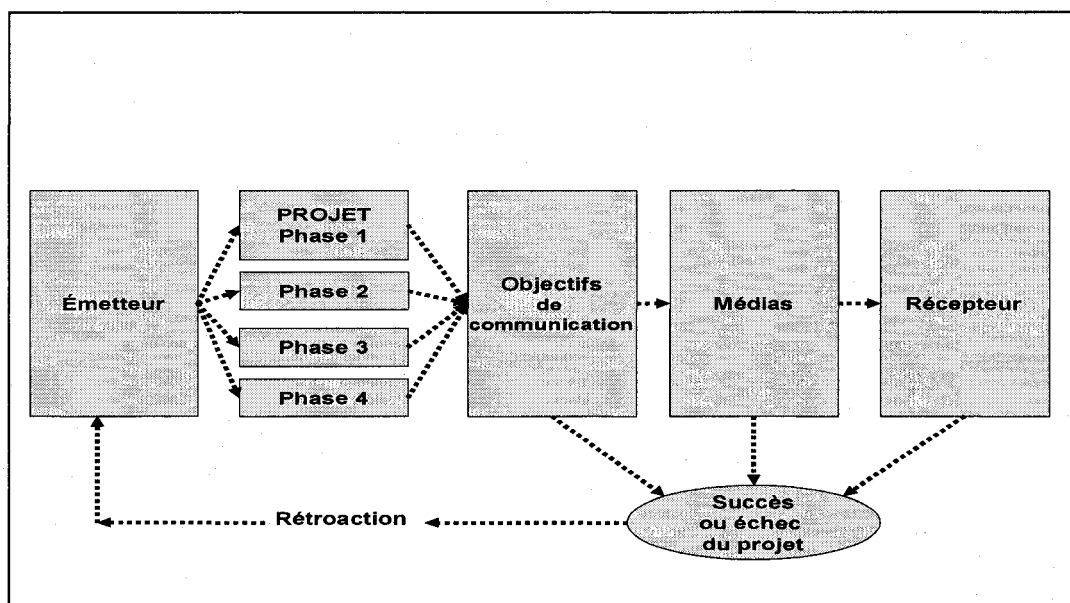 Émetteur
PROJET
Phase 1
Phase 2
Phase 3
Phase 4
Objectifs
de
communication
Médias
Récepteur
Succès
ou échec
du projet
Rétroaction